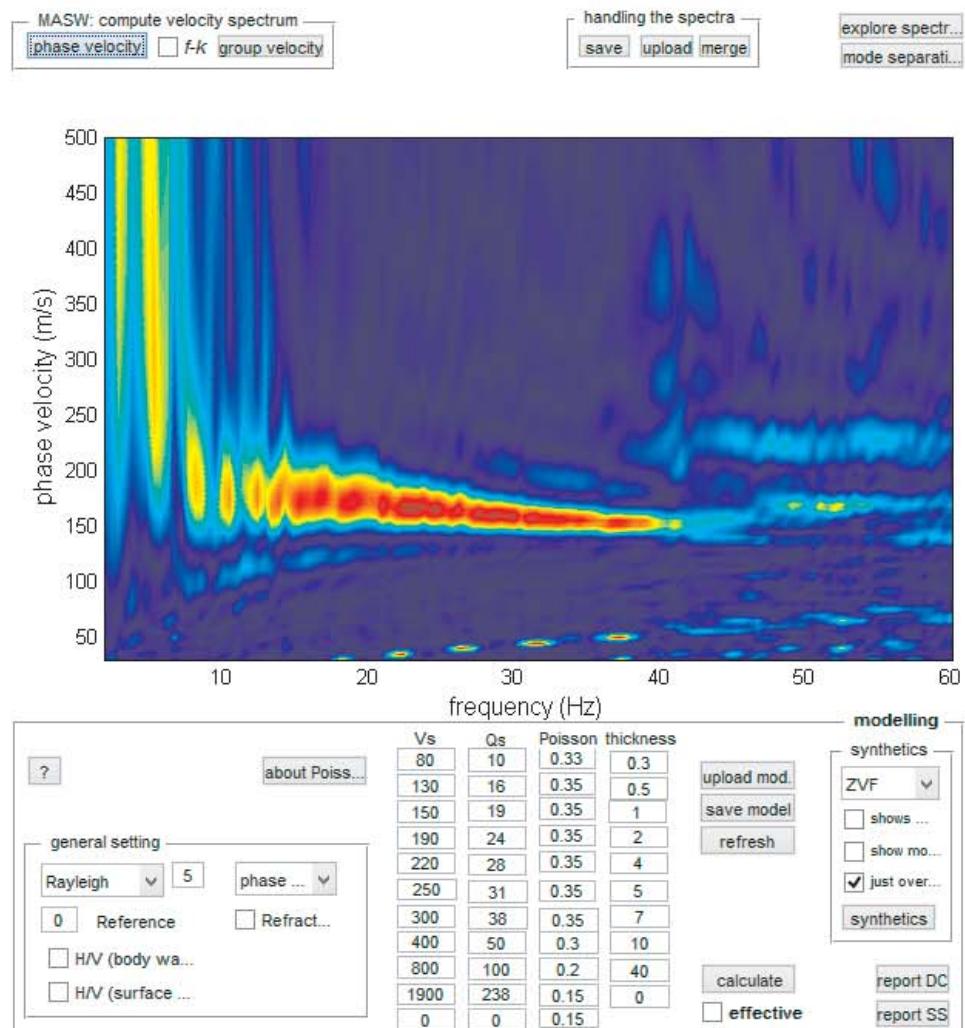 MASW: compute velocity spectrum
phase velocity f-k group velocity
handling the spectra
save upload merge
explore spectr...
mode separati...
500
450
400
350
300
250
200
150
100
50
phase velocity (m/s)
10 20 30 40 50 60
frequency (Hz)
modelling
?
about Poiss...
Vs Qs Poisson thickness
80 10 0.33 0.3
130 16 0.35 0.5
150 19 0.35 1
190 24 0.35 2
220 28 0.35 4
250 31 0.35 5
300 38 0.35 7
400 50 0.3 10
800 100 0.2 40
1900 238 0.15 0
0 0 0.15
general setting
Rayleigh 5 phase ...
0 Reference Refract...
H/V (body wa...
H/V (surface ...
upload mod.
save model
refresh
calculate
effective
synthetics
ZVF
shows ...
show mo...
just over...
synthetics
report DC
report SS